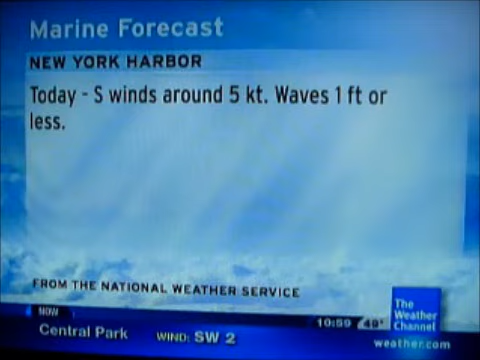 Marine Forecast
NEW YORK HARBOR
Today - S winds around 5 kt. Waves 1 ft or
less.
FROM THE NATIONAL WEATHER SERVICE
NOW
10:59 49°
The
Weather
Channel
Central Park WIND: SW 2
weather.com